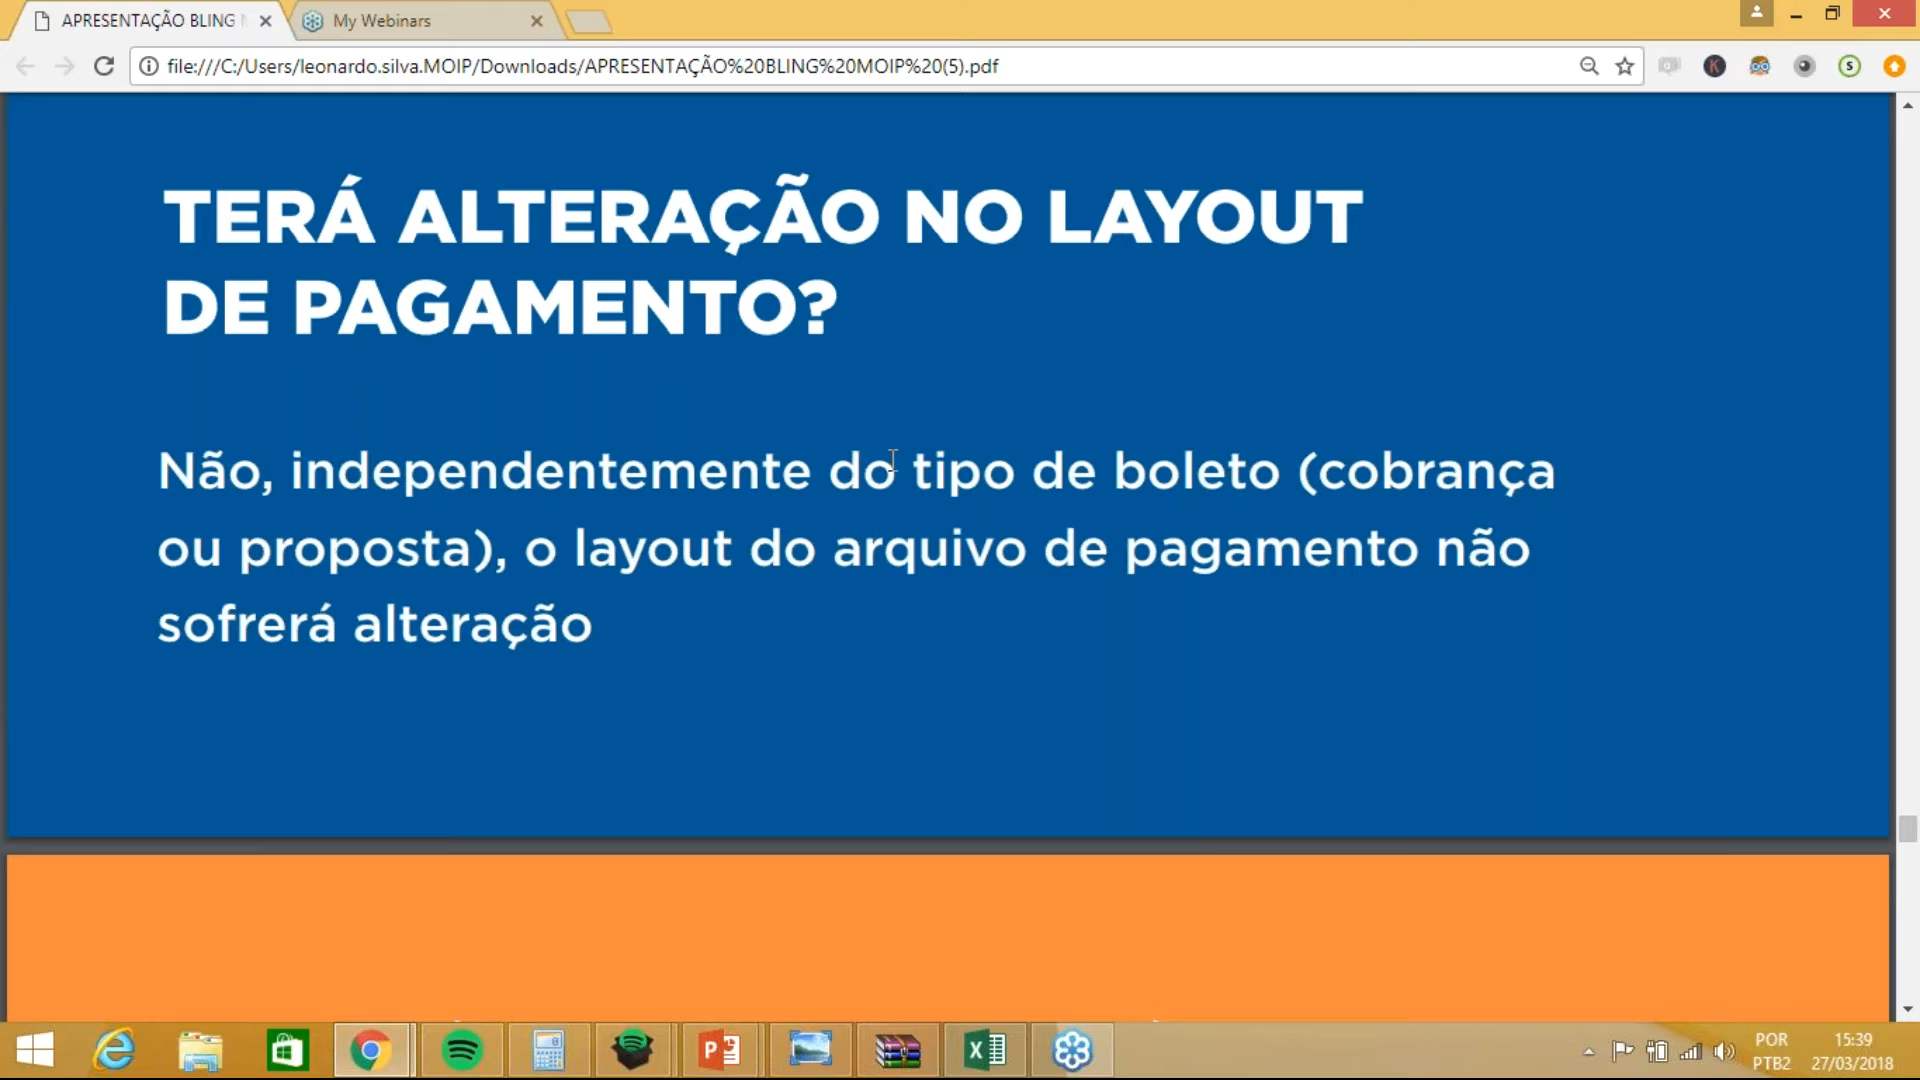 APRESENTAÇÃO BLING
My Webinars
file:///C:/Users/leonardo.silva.MOIP/Downloads/APRESENTAÇÃO%20BLING%20MOIP%20(5).pdf
TERÁ ALTERAÇÃO NO LAYOUT
DE PAGAMENTO?
Não, independentemente do tipo de boleto (cobrança
ou proposta), o layout do arquivo de pagamento não
sofrerá alteração
POR
15:39
PTB2
27/03/2018